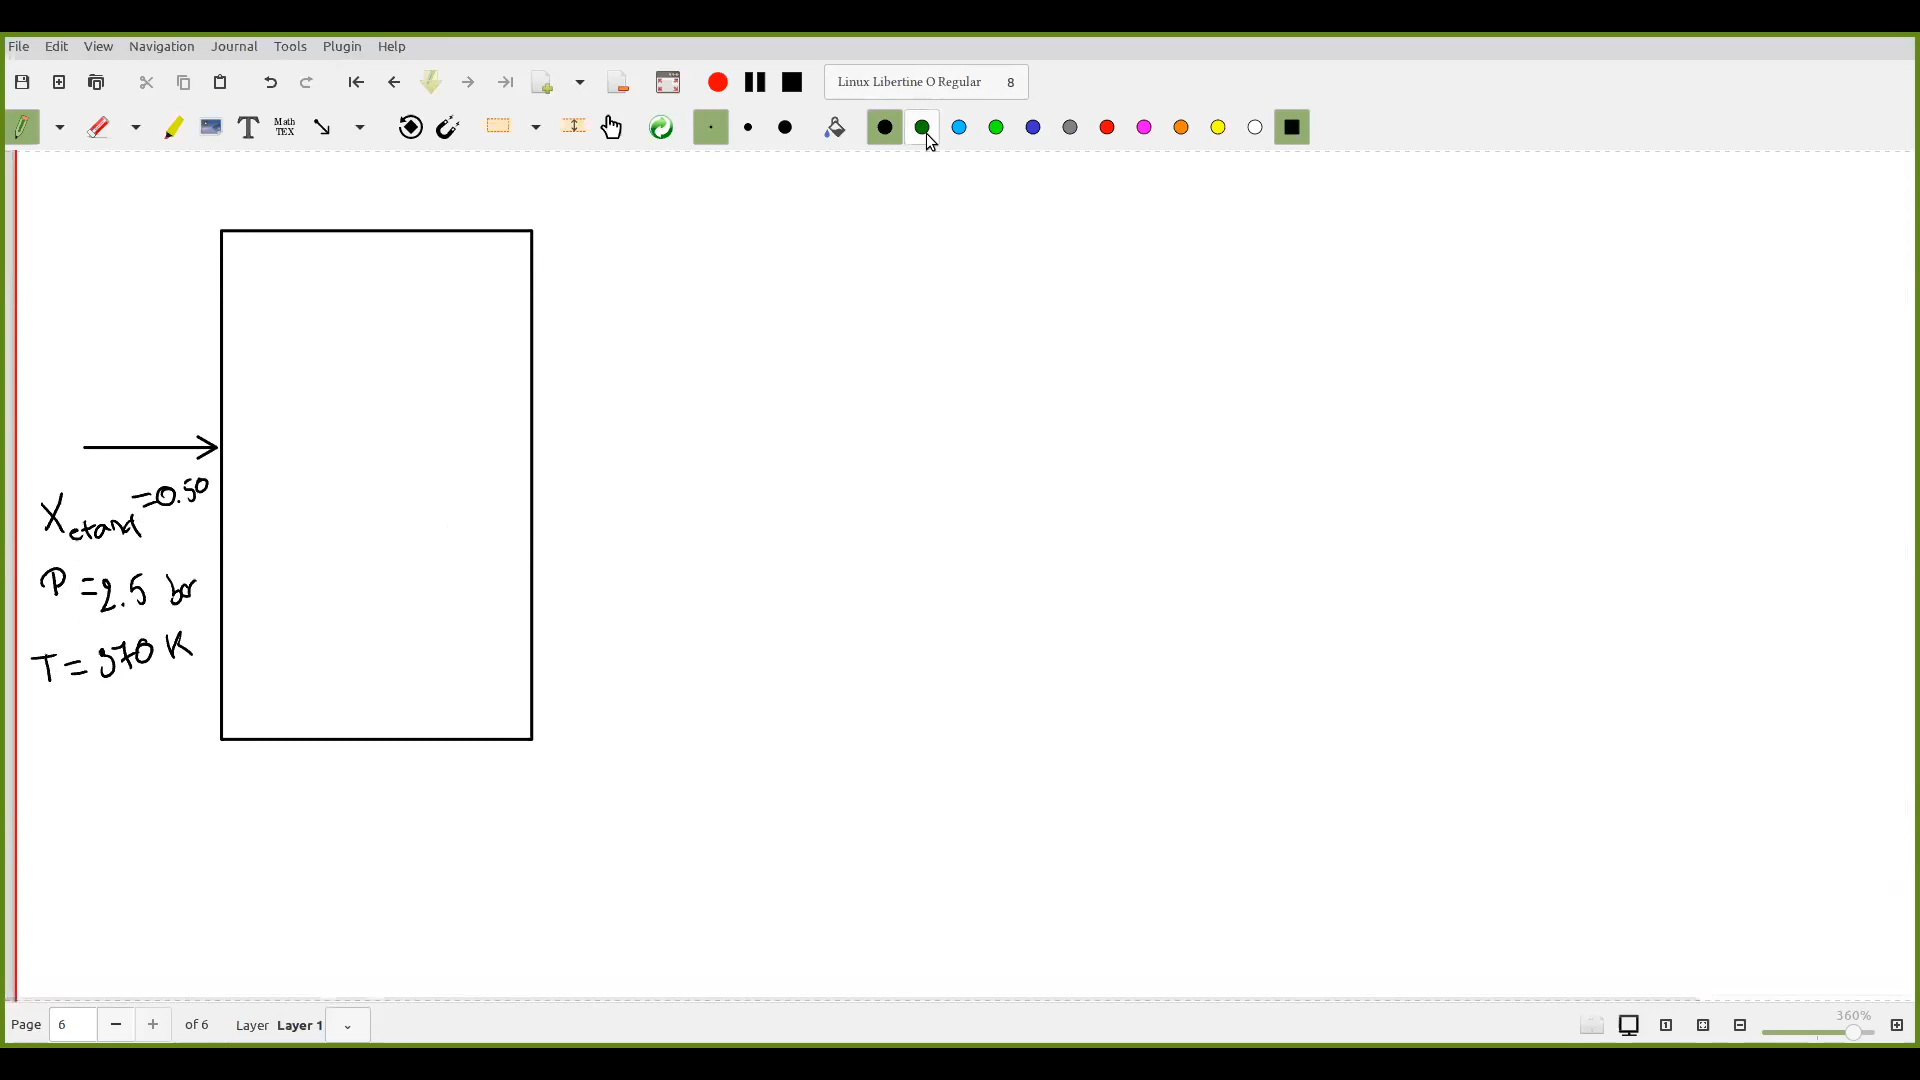 File Edit View Navigation Journal Tools Plugin Help
Linux Libertine O Regular 8
T Math TEX
X etanol =0.50
P =2.5 bar
T= 370 K
Page 6 of 6 Layer Layer 1
360%